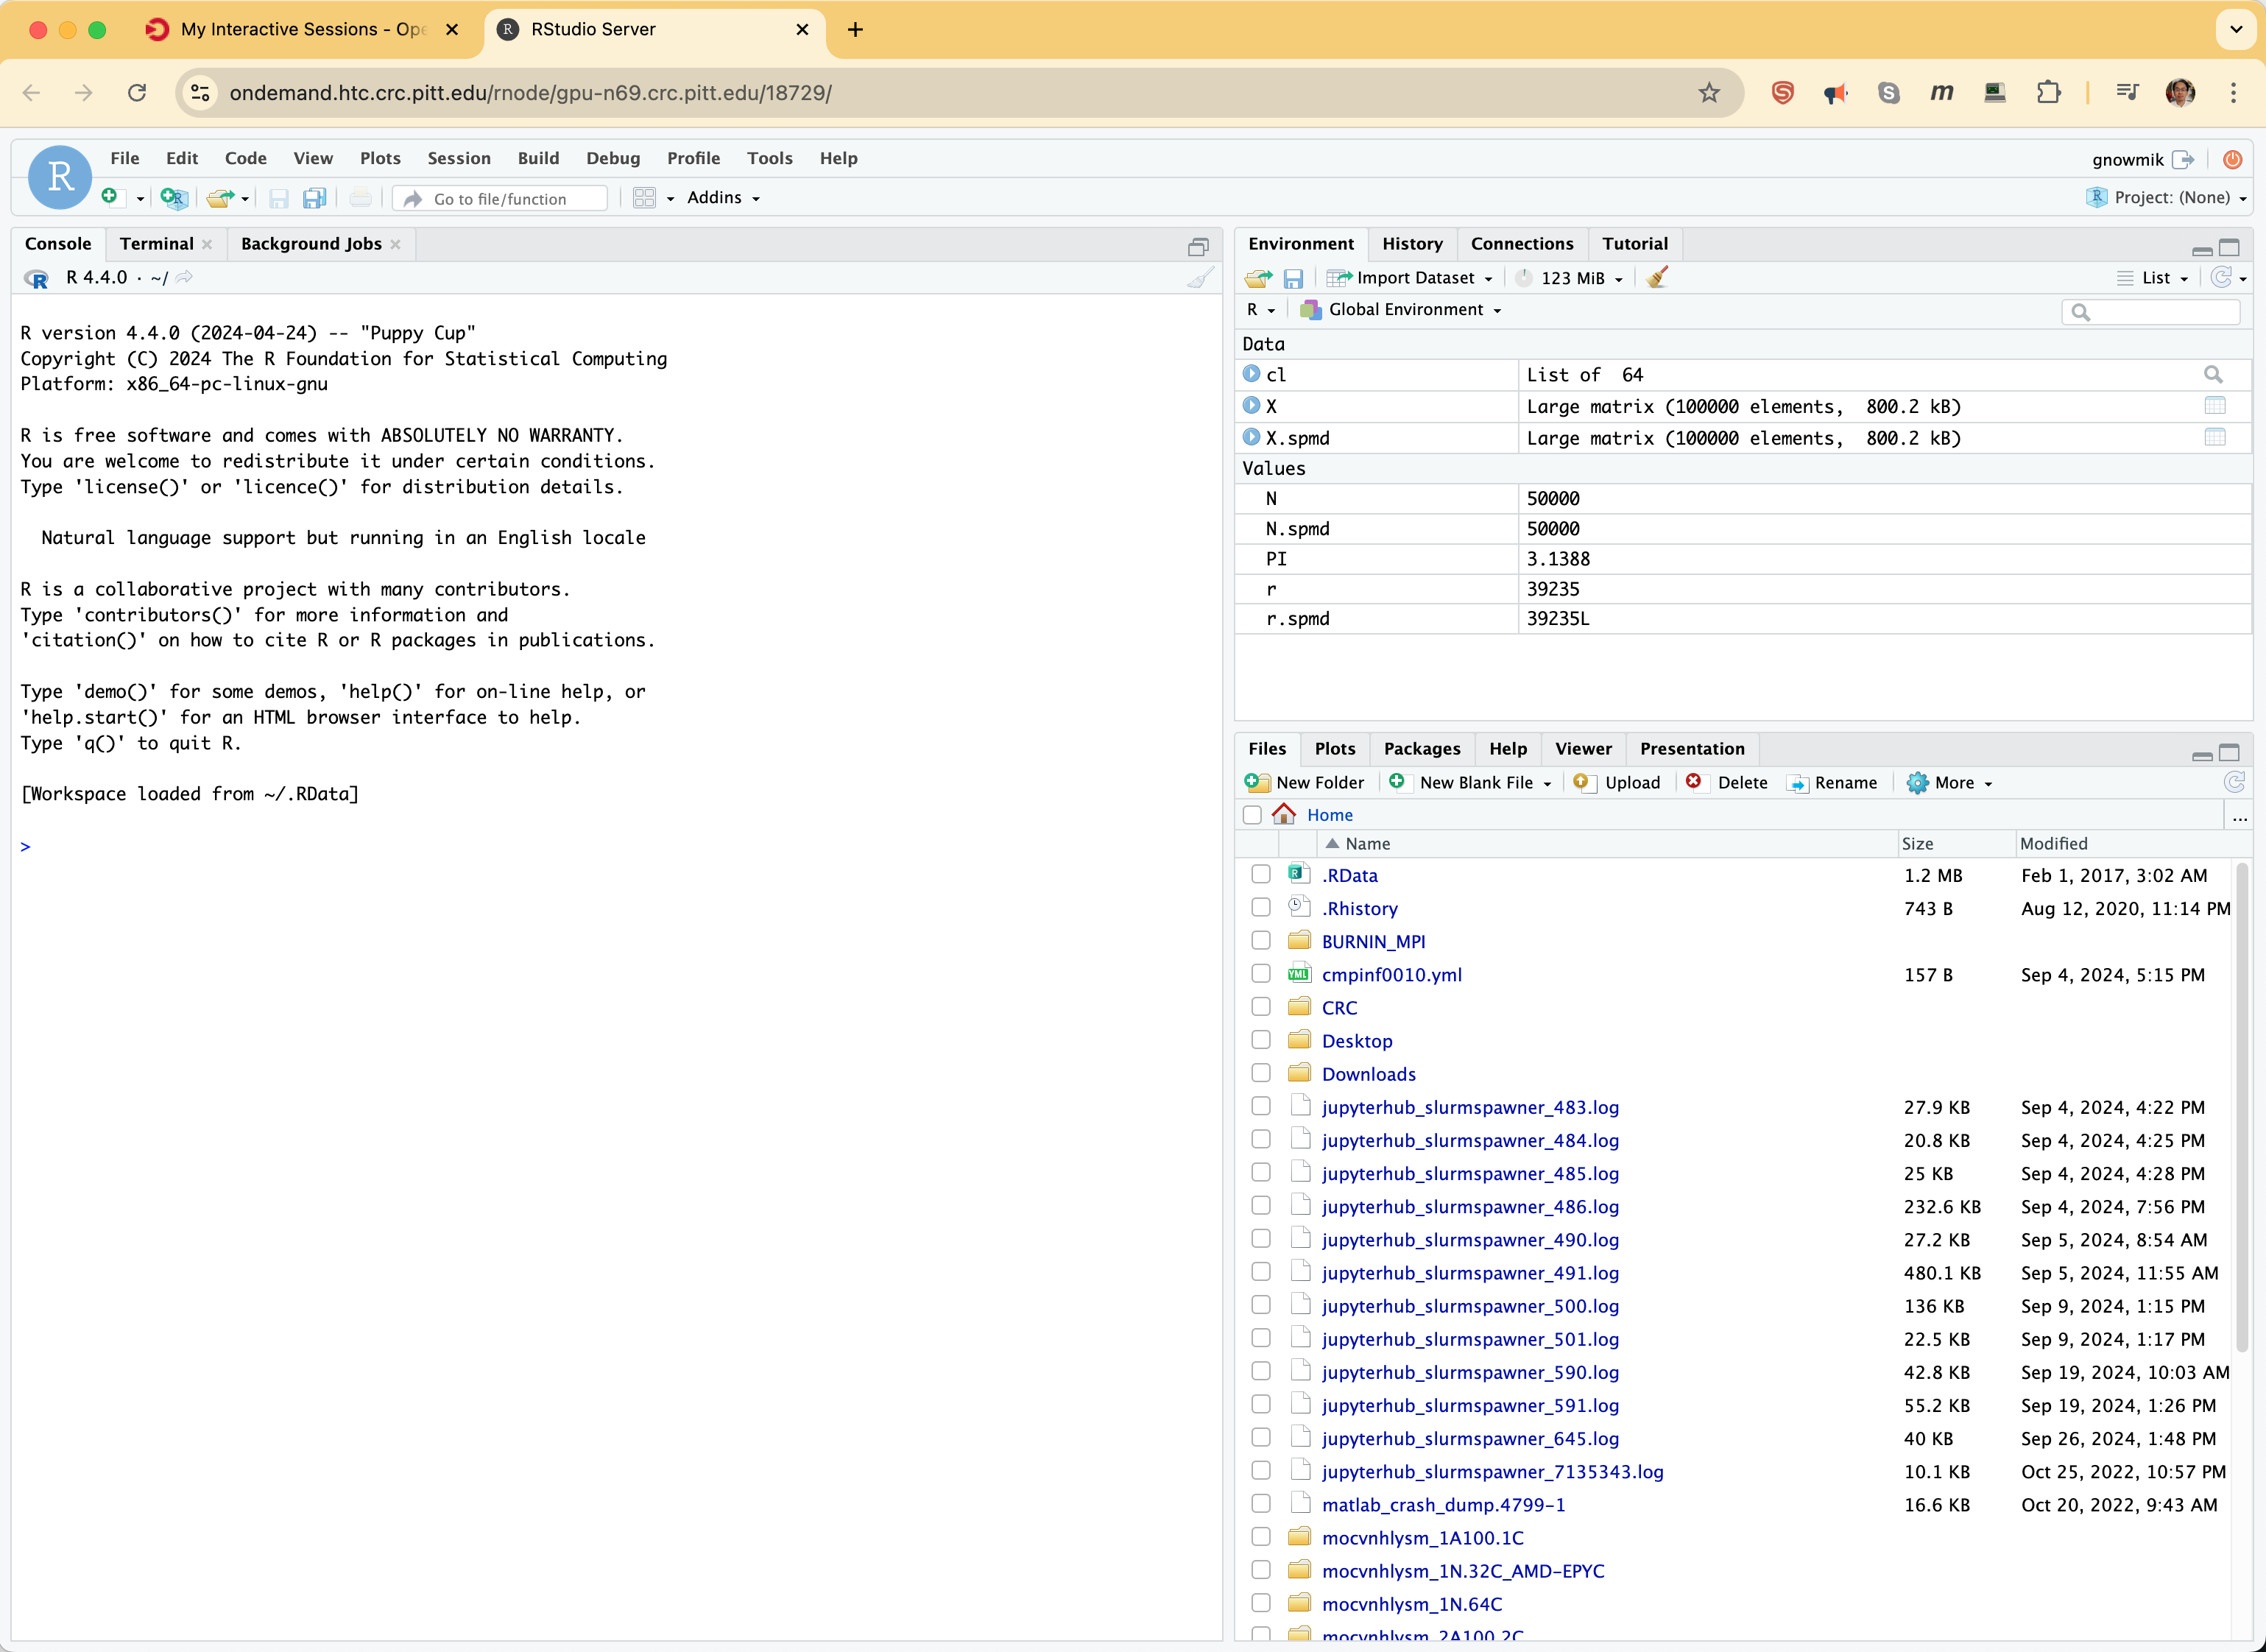 My Interactive Sessions - Ope
RStudio Server
ondemand.htc.crc.pitt.edu/rnode/gpu-n69.crc.pitt.edu/18729/
File Edit Code View Plots Session Build Debug Profile Tools Help
gnowmik
Go to file/function
Addins
Project: (None)
Console Terminal Background Jobs
R 4.4.0 · ~/
R version 4.4.0 (2024-04-24) -- "Puppy Cup"
Copyright (C) 2024 The R Foundation for Statistical Computing
Platform: x86_64-pc-linux-gnu
R is free software and comes with ABSOLUTELY NO WARRANTY.
You are welcome to redistribute it under certain conditions.
Type 'license()' or 'licence()' for distribution details.
Natural language support but running in an English locale
R is a collaborative project with many contributors.
Type 'contributors()' for more information and
'citation()' on how to cite R or R packages in publications.
Type 'demo()' for some demos, 'help()' for on-line help, or
'help.start()' for an HTML browser interface to help.
Type 'q()' to quit R.
[Workspace loaded from ~/.RData]
>
Environment History Connections Tutorial
Import Dataset 123 MiB List
R Global Environment
Data
cl List of 64
X Large matrix (100000 elements, 800.2 kB)
X.spmd Large matrix (100000 elements, 800.2 kB)
Values
N 50000
N.spmd 50000
PI 3.1388
r 39235
r.spmd 39235L
Files Plots Packages Help Viewer Presentation
New Folder New Blank File Upload Delete Rename More
Home ...
Name Size Modified
.RData 1.2 MB Feb 1, 2017, 3:02 AM
.Rhistory 743 B Aug 12, 2020, 11:14 PM
BURNIN_MPI
cmpinf0010.yml 157 B Sep 4, 2024, 5:15 PM
CRC
Desktop
Downloads
jupyterhub_slurmspawner_483.log 27.9 KB Sep 4, 2024, 4:22 PM
jupyterhub_slurmspawner_484.log 20.8 KB Sep 4, 2024, 4:25 PM
jupyterhub_slurmspawner_485.log 25 KB Sep 4, 2024, 4:28 PM
jupyterhub_slurmspawner_486.log 232.6 KB Sep 4, 2024, 7:56 PM
jupyterhub_slurmspawner_490.log 27.2 KB Sep 5, 2024, 8:54 AM
jupyterhub_slurmspawner_491.log 480.1 KB Sep 5, 2024, 11:55 AM
jupyterhub_slurmspawner_500.log 136 KB Sep 9, 2024, 1:15 PM
jupyterhub_slurmspawner_501.log 22.5 KB Sep 9, 2024, 1:17 PM
jupyterhub_slurmspawner_590.log 42.8 KB Sep 19, 2024, 10:03 AM
jupyterhub_slurmspawner_591.log 55.2 KB Sep 19, 2024, 1:26 PM
jupyterhub_slurmspawner_645.log 40 KB Sep 26, 2024, 1:48 PM
jupyterhub_slurmspawner_7135343.log 10.1 KB Oct 25, 2022, 10:57 PM
matlab_crash_dump.4799-1 16.6 KB Oct 20, 2022, 9:43 AM
mocvnhlysm_1A100.1C
mocvnhlysm_1N.32C_AMD-EPYC
mocvnhlysm_1N.64C
mocvnhlysm_2A100.2C